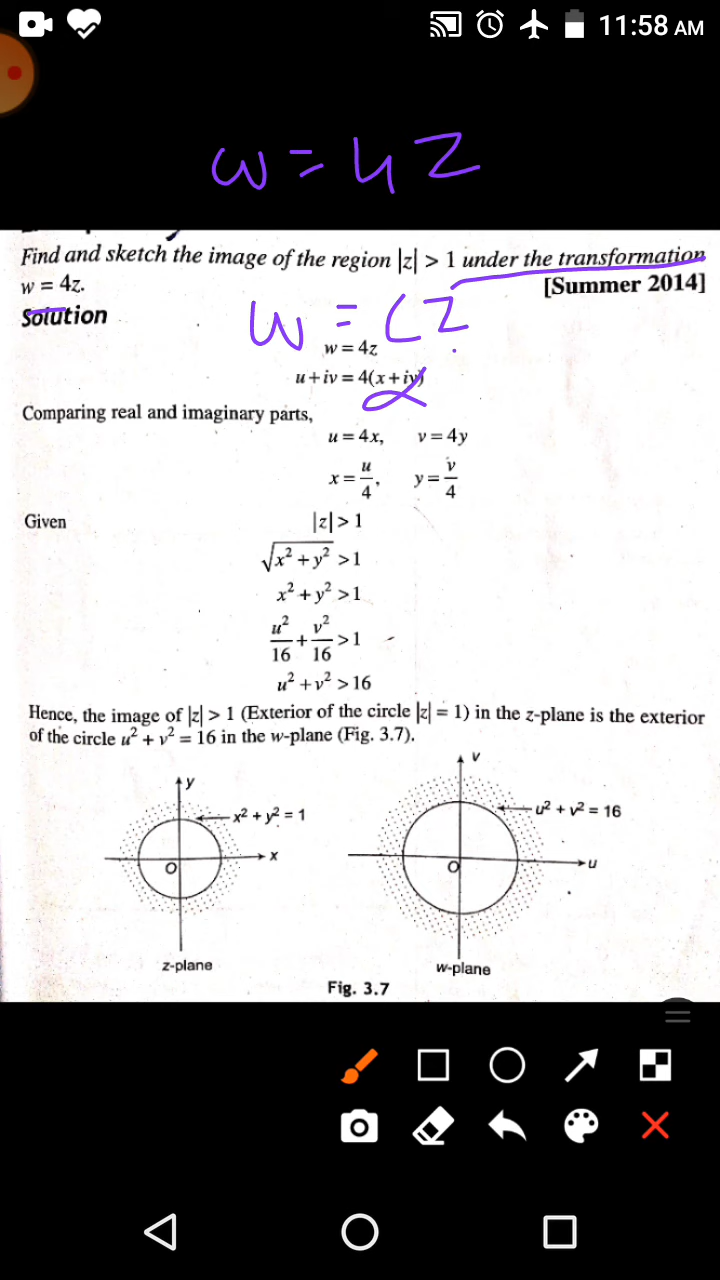 11:58 AM
w = 4z
Find and sketch the image of the region |z| > 1 under the transformation
w = 4z.
[Summer 2014]
Solution
w = cz
w = 4z
u + iv = 4(x + iy)
α
Comparing real and imaginary parts,
u = 4x, v = 4y
x = u/4, y = v/4
Given |z| > 1
√(x² + y²) > 1
x² + y² > 1
u²/16 + v²/16 > 1
u² + v² > 16
Hence, the image of |z| > 1 (Exterior of the circle |z| = 1) in the z-plane is the exterior
of the circle u² + v² = 16 in the w-plane (Fig. 3.7).
y
x² + y² = 1
O
x
z-plane
v
u² + v² = 16
O
u
w-plane
Fig. 3.7